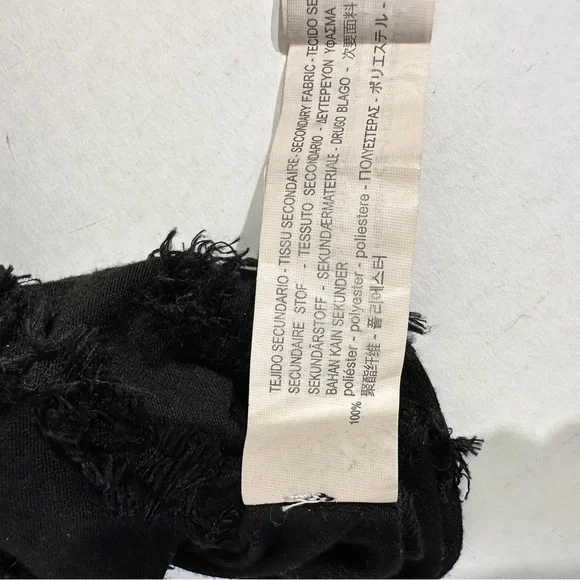 TEJIDO SECUNDARIO - TISSU SECONDAIRE - SECONDARY FABRIC - TECIDO SE
SECUNDAIRE STOF - TESSUTO SECONDARIO - ΔΕΥΤΕΡΕΥΟΝ ΥΦΑΣΜΑ
SEKUNDÄRSTOFF - SEKUNDÆRMATERIALE - DRUGO BLAGO - 次要面料
BAHAN KAIN SEKUNDER
100% poliéster - polyester - poliestere - ΠΟΛΥΕΣΤΕΡΑΣ - ポリエステル -
聚酯纤维 - 폴리에스터